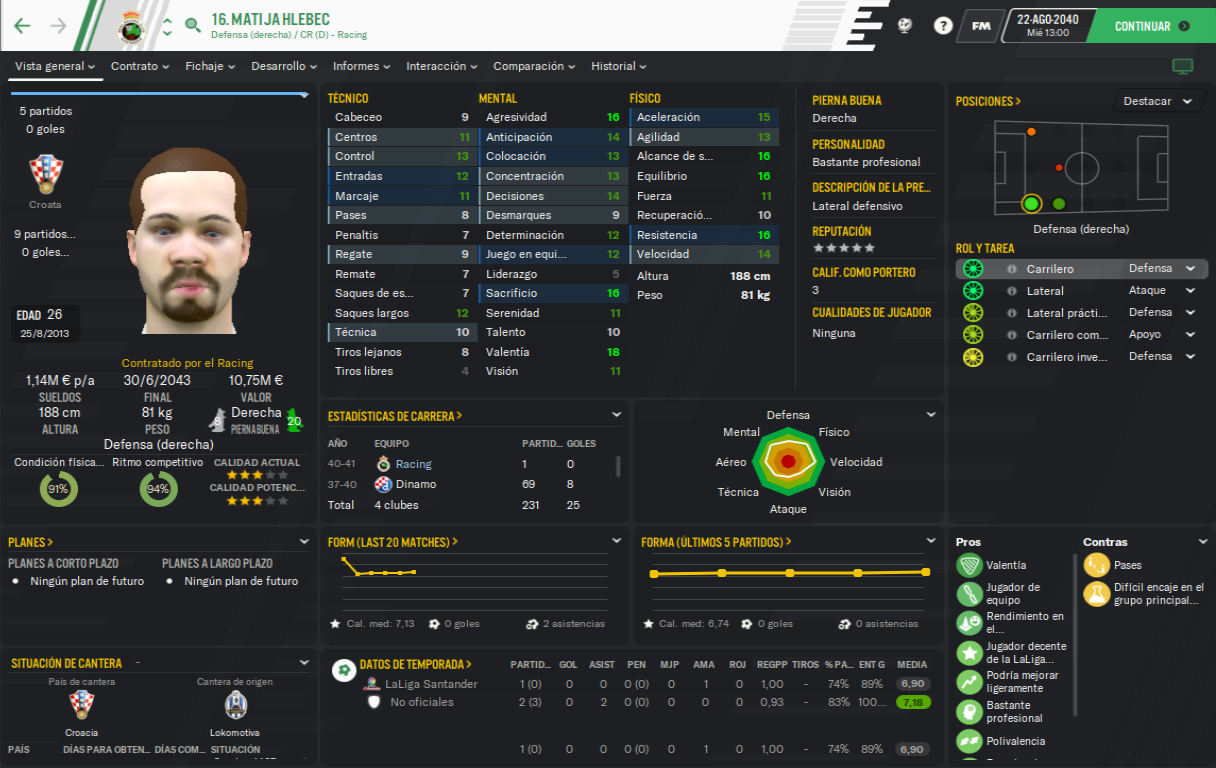 16. MATIJA HLEBEC
Defensa (derecha) / CR (D) - Racing
?
FM
22-AGO-2040
Mié 13:00
CONTINUAR
Vista general
Contrato
Fichaje
Desarrollo
Informes
Interacción
Comparación
Historial
5 partidos
0 goles
Croata
9 partidos...
0 goles...
EDAD 26
25/8/2013
Contratado por el Racing
1,14M € p/a
SUELDOS
30/6/2043
FINAL
10,75M €
VALOR
188 cm
ALTURA
81 kg
PESO
8
Derecha
PIERNA BUENA
20
Defensa (derecha)
Condición física...
91%
Ritmo competitivo
94%
CALIDAD ACTUAL
CALIDAD POTENC...
TÉCNICO
Cabeceo 9
Centros 11
Control 13
Entradas 12
Marcaje 11
Pases 8
Penaltis 7
Regate 9
Remate 7
Saques de es... 7
Saques largos 12
Técnica 10
Tiros lejanos 8
Tiros libres 4
MENTAL
Agresividad 16
Anticipación 14
Colocación 13
Concentración 13
Decisiones 14
Desmarques 9
Determinación 12
Juego en equi... 12
Liderazgo 5
Sacrificio 16
Serenidad 11
Talento 10
Valentía 18
Visión 11
FÍSICO
Aceleración 15
Agilidad 13
Alcance de s... 16
Equilibrio 16
Fuerza 11
Recuperació... 10
Resistencia 16
Velocidad 14
Altura 188 cm
Peso 81 kg
PIERNA BUENA
Derecha
PERSONALIDAD
Bastante profesional
DESCRIPCIÓN DE LA PRE...
Lateral defensivo
REPUTACIÓN
CALIF. COMO PORTERO
3
CUALIDADES DE JUGADOR
Ninguna
POSICIONES >
Destacar
Defensa (derecha)
ROL Y TAREA
Carrilero Defensa
Lateral Ataque
Lateral prácti... Defensa
Carrilero com... Apoyo
Carrilero inve... Defensa
ESTADÍSTICAS DE CARRERA >
AÑO EQUIPO PARTID... GOLES
40-41 Racing 1 0
37-40 Dinamo 69 8
Total 4 clubes 231 25
Defensa
Mental
Físico
Aéreo
Velocidad
Técnica
Visión
Ataque
PLANES >
PLANES A CORTO PLAZO
Ningún plan de futuro
PLANES A LARGO PLAZO
Ningún plan de futuro
FORM (LAST 20 MATCHES) >
Cal. med: 7,13 0 goles 2 asistencias
FORMA (ÚLTIMOS 5 PARTIDOS) >
Cal. med: 6,74 0 goles 0 asistencias
Pros
Valentía
Jugador de
equipo
Rendimiento en
el...
Jugador decente
de la LaLiga...
Podría mejorar
ligeramente
Bastante
profesional
Polivalencia
Contras
Pases
Difícil encaje en el
grupo principal...
SITUACIÓN DE CANTERA -
País de cantera
Croacia
Cantera de origen
Lokomotiva
PAÍS DÍAS PARA OBTEN... DÍAS COM... SITUACIÓN
DATOS DE TEMPORADA > PARTID... GOL ASIST PEN MJP AMA ROJ REGPP TIROS % PA... ENT G MEDIA
LaLiga Santander 1 (0) 0 0 0 (0) 0 1 0 1,00 - 74% 89% 6,90
No oficiales 2 (3) 0 2 0 (0) 0 0 0 0,93 - 83% 100... 7,18
1 (0) 0 0 0 (0) 0 1 0 1,00 - 74% 89% 6,90